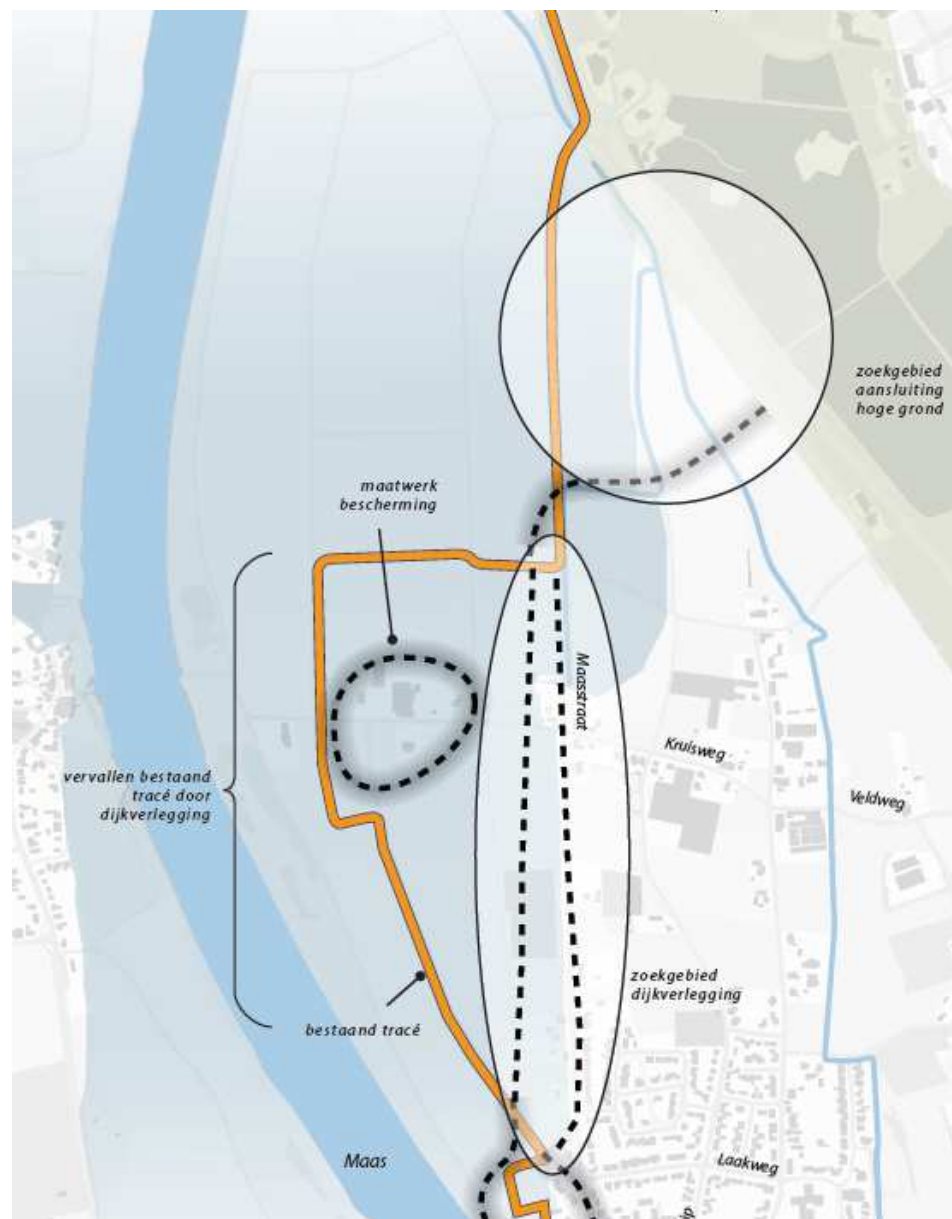 zoekgebied
aansluiting
hoge grond
maatwerk
bescherming
Maasstraat
Kruisweg
vervallen bestaand
tracé door
dijkverlegging
Veldweg
zoekgebied
dijkverlegging
bestaand tracé
Maas
Laakweg